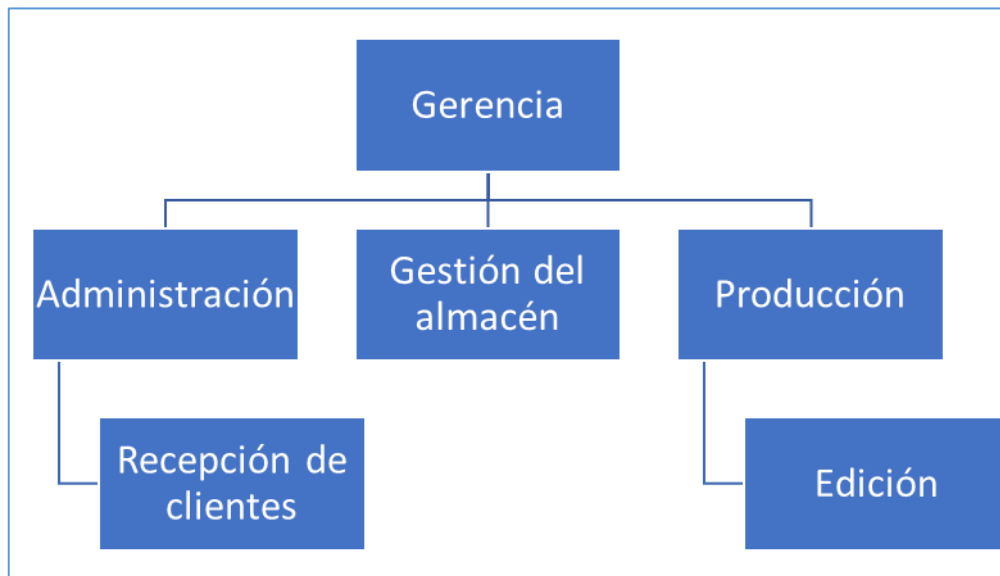 Gerencia
Administración
Gestión del
almacén
Producción
Recepción de
clientes
Edición